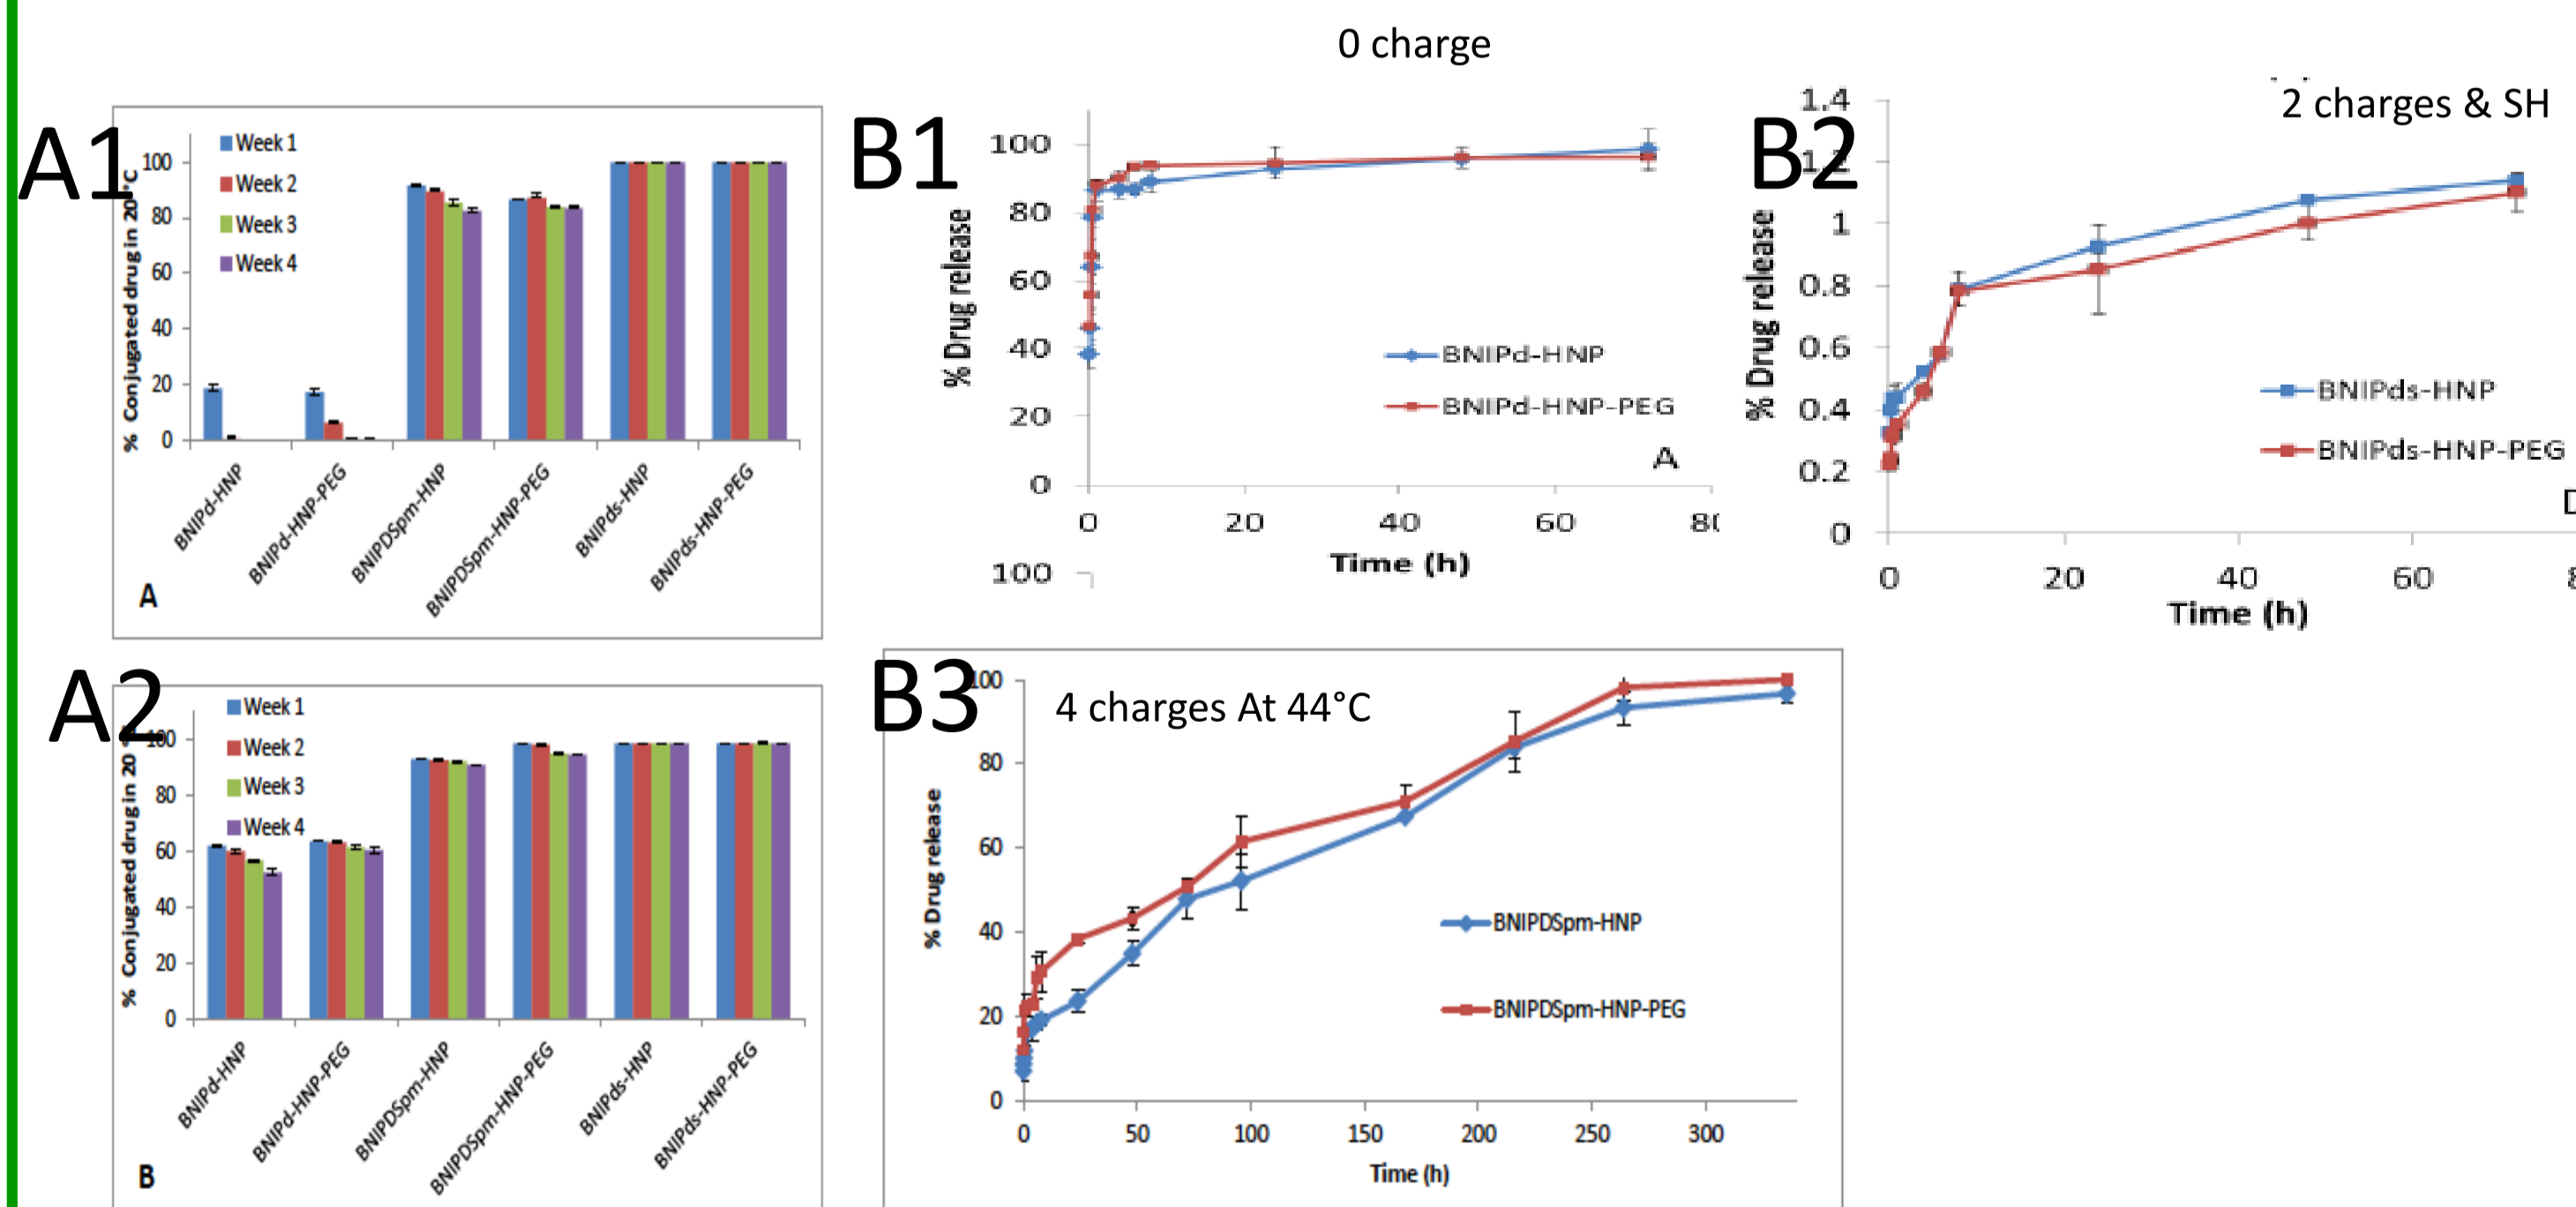 0 charge
A1
Week 1
Week 2
Week 3
Week 4
% Conjugated drug in 20°C
100
80
60
40
20
0
BNIPd-HNP
BNIPd-HNP-PEG
BNIPDSpm-HNP
BNIPDSpm-HNP-PEG
BNIPds-HNP
BNIPds-HNP-PEG
A
B1
% Drug release
100
80
60
40
20
0
BNIPd-HNP
BNIPd-HNP-PEG
A
0 20 40 60
Time (h)
100
B2
2 charges & SH
% Drug release
1.4
1.2
1
0.8
0.6
0.4
0.2
0
BNIPds-HNP
BNIPds-HNP-PEG
0 20 40 60
Time (h)
A2
Week 1
Week 2
Week 3
Week 4
% Conjugated drug in 20
100
80
60
40
20
0
BNIPd-HNP
BNIPd-HNP-PEG
BNIPDSpm-HNP
BNIPDSpm-HNP-PEG
BNIPds-HNP
BNIPds-HNP-PEG
B
B3
4 charges At 44°C
% Drug release
100
80
60
40
20
0
BNIPDSpm-HNP
BNIPDSpm-HNP-PEG
0 50 100 150 200 250 300
Time (h)